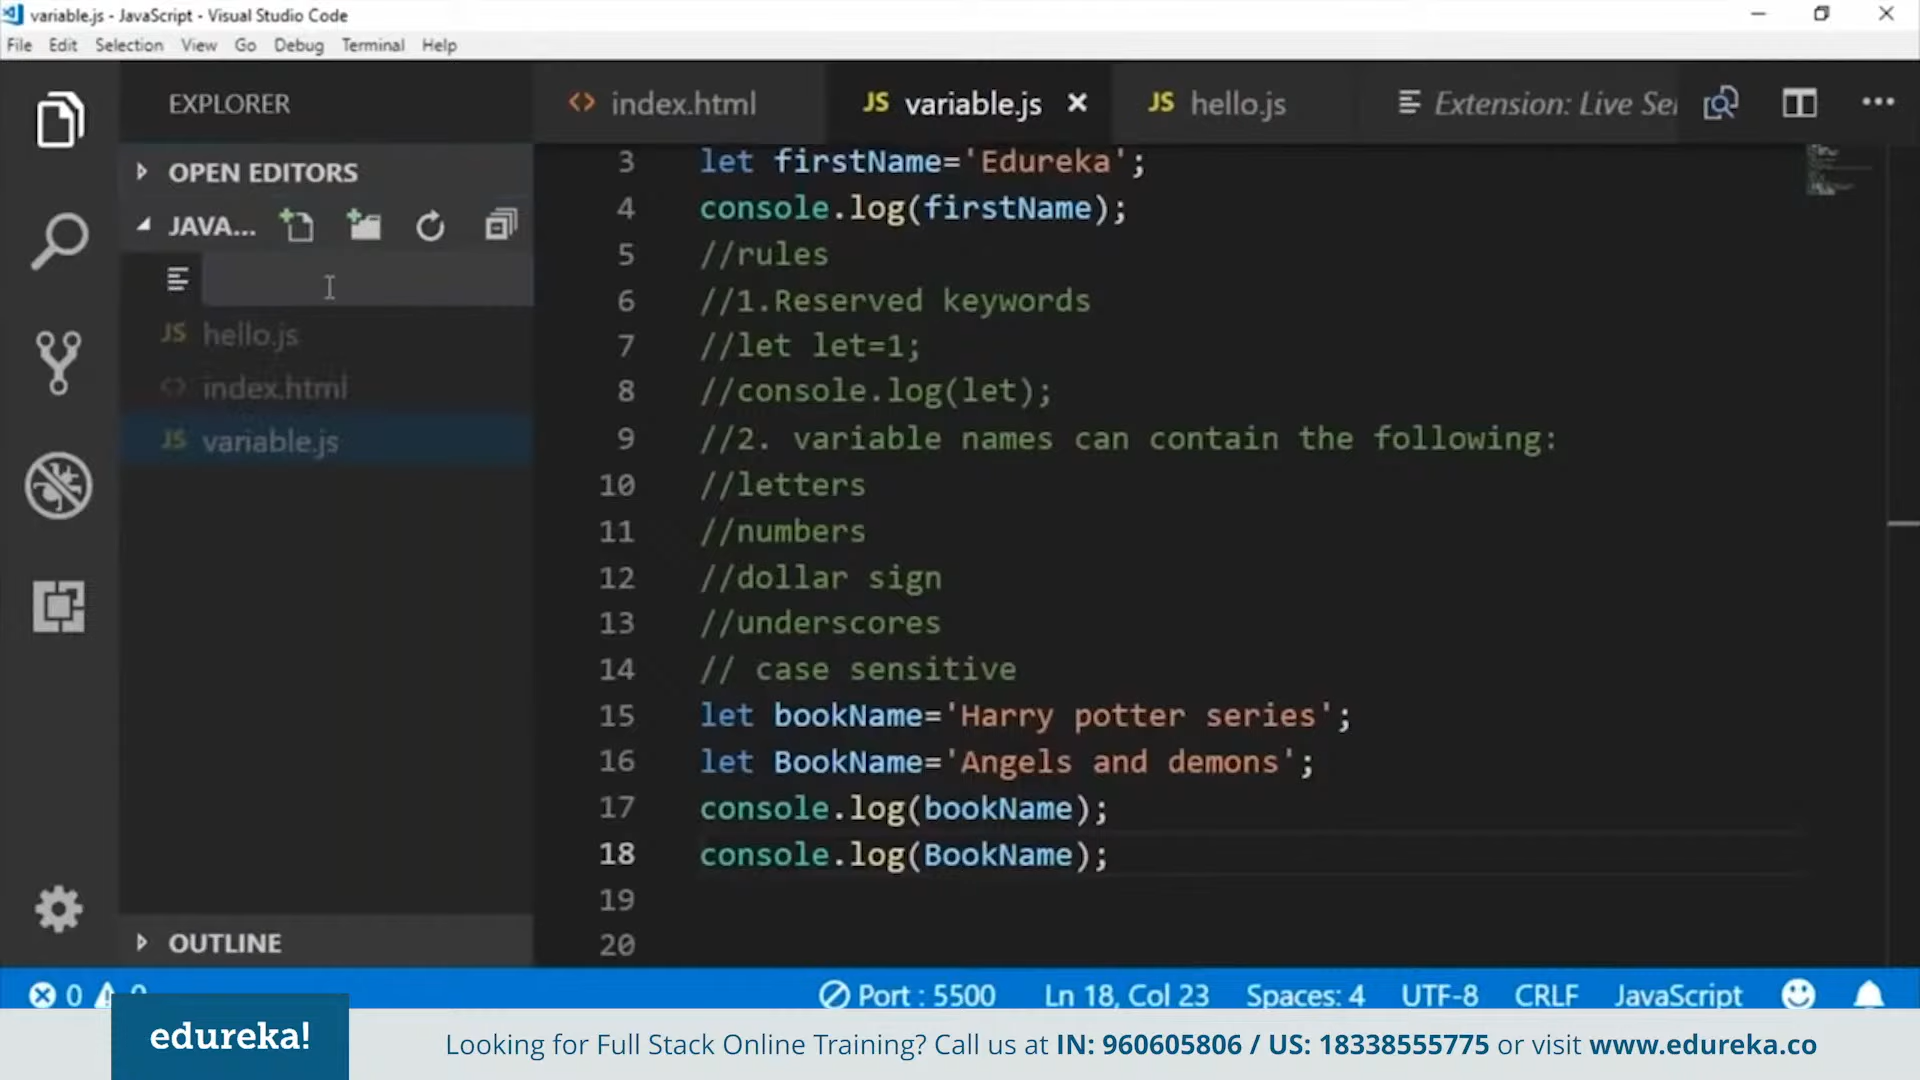 variable.js - JavaScript - Visual Studio Code
File Edit Selection View Go Debug Terminal Help
EXPLORER
OPEN EDITORS
JAVA...
hello.js
index.html
variable.js
OUTLINE
index.html
variable.js
hello.js
Extension: Live Se
3 let firstName='Edureka';
4 console.log(firstName);
5 //rules
6 //1.Reserved keywords
7 //let let=1;
8 //console.log(let);
9 //2. variable names can contain the following:
10 //letters
11 //numbers
12 //dollar sign
13 //underscores
14 // case sensitive
15 let bookName='Harry potter series';
16 let BookName='Angels and demons';
17 console.log(bookName);
18 console.log(BookName);
19
20
0 0 Port : 5500 Ln 18, Col 23 Spaces: 4 UTF-8 CRLF JavaScript
edureka!
Looking for Full Stack Online Training? Call us at IN: 960605806 / US: 18338555775 or visit www.edureka.co